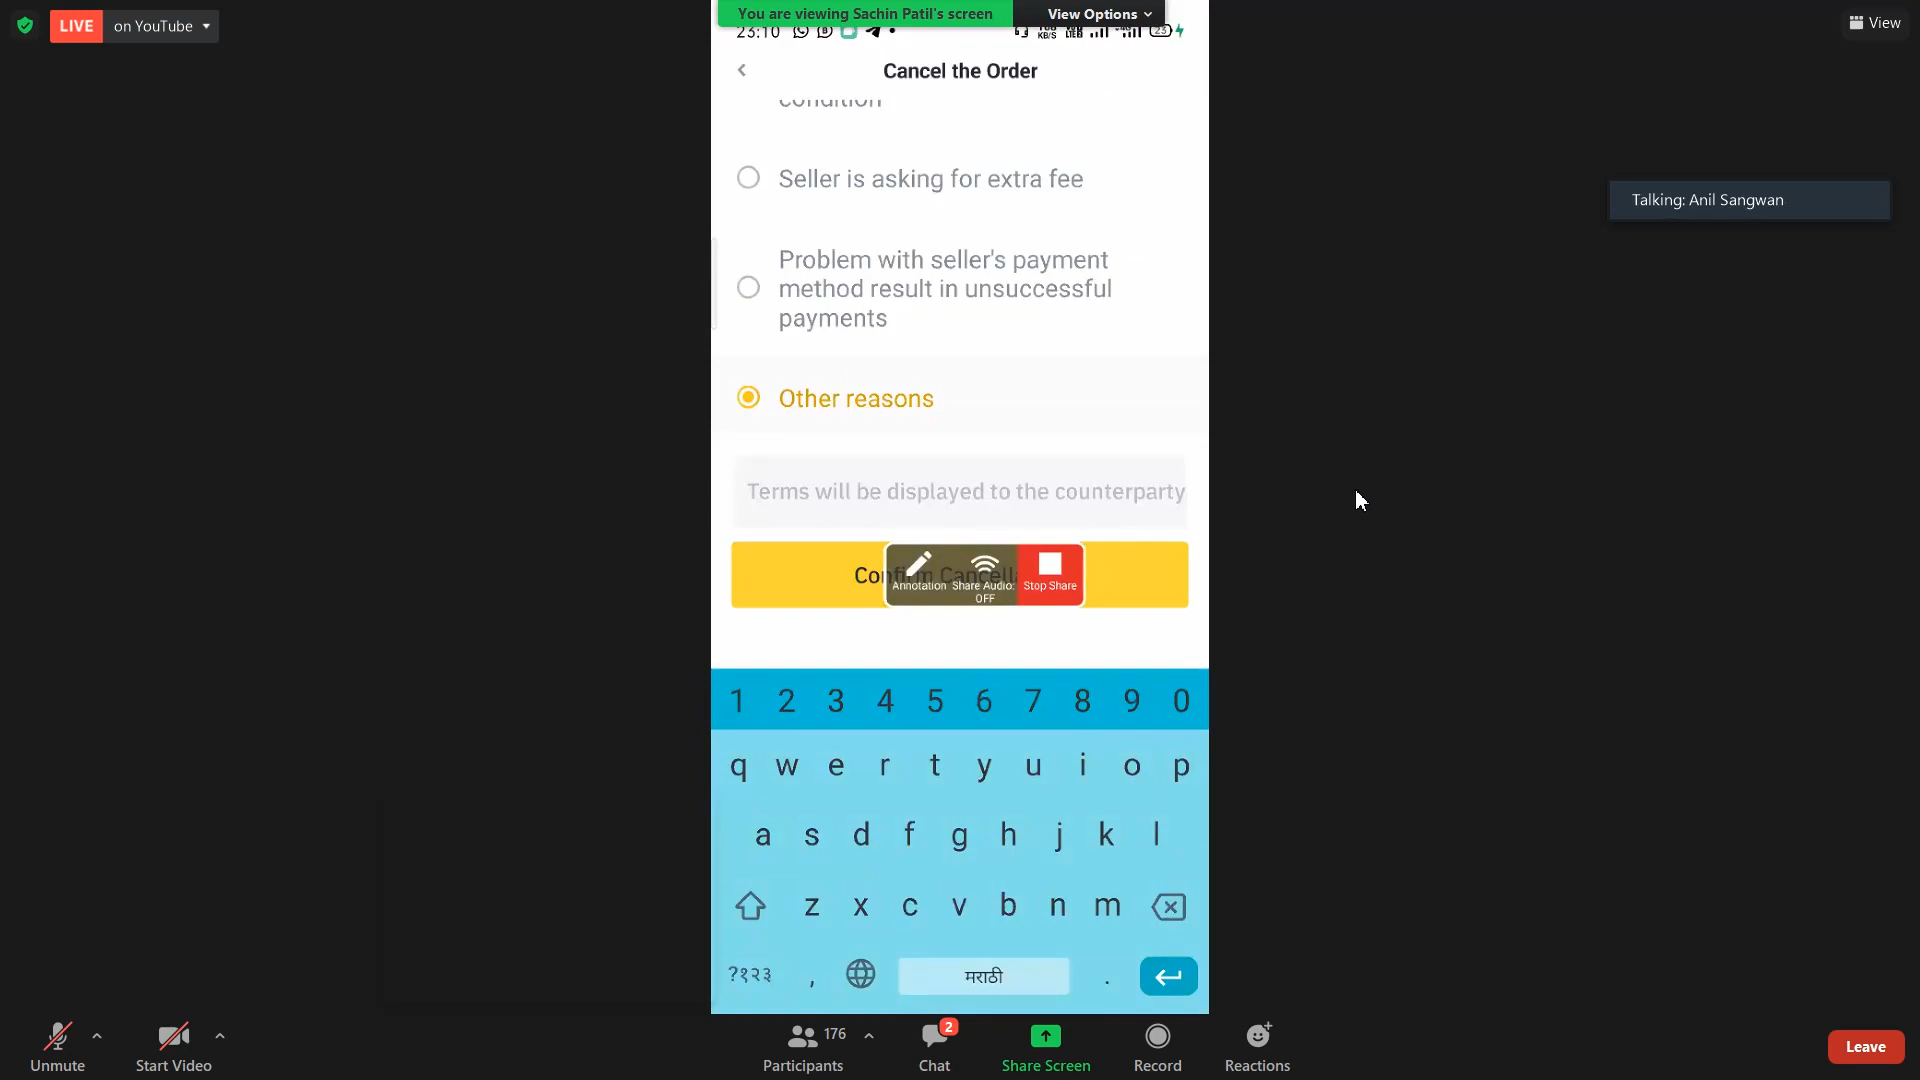 LIVE on YouTube
You are viewing Sachin Patil's screen View Options
View
23:10
KB/S 23
Cancel the Order
condition
Seller is asking for extra fee
Talking: Anil Sangwan
Problem with seller's payment
method result in unsuccessful
payments
Other reasons
Terms will be displayed to the counterparty
Annotation Share Audio: OFF Stop Share
1 2 3 4 5 6 7 8 9 0
q w e r t y u i o p
a s d f g h j k l
z x c v b n m
?१२३ , मराठी .
Unmute
Start Video
176
Participants
2
Chat
Share Screen
Record
Reactions
Leave